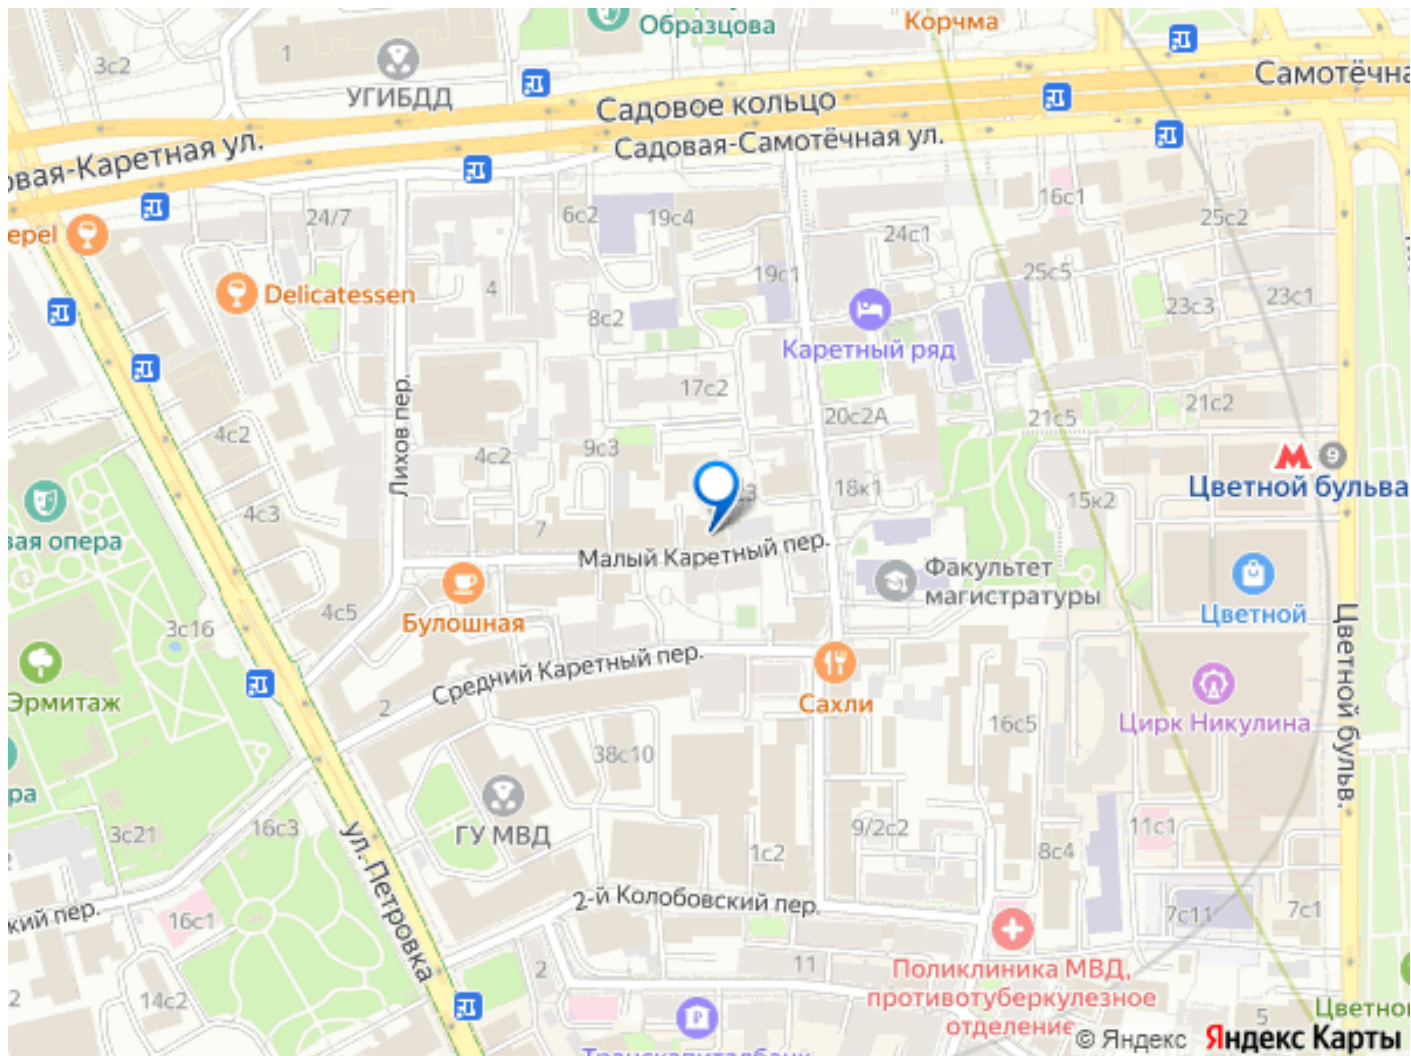 Образцова
Корчма
3с2
1
УГИБДД
Садовое кольцо
Самотёчна
Садовая-Самотёчная ул.
овая-Каретная ул.
16с1
24/7
6с2
19с4
25с2
epel
24с1
Delicatessen
4
19с1
25с5
23с3
23с1
8с2
Каретный ряд
17с2
Лихов пер.
20с2А
21с5
21с2
4с2
9с3
4с2
9
18к1
Цветной бульва
15к2
4с3
7
вая опера
Малый Каретный пер.
Факультет
магистратуры
Цветной
4с5
Булошная
3с16
Средний Каретный пер.
Цветной бульв.
Эрмитаж
2
Сахли
16с5
Цирк Никулина
38с10
ра
3с21
16с3
ул. Петровка
ГУ МВД
9/2с2
11с1
1с2
8с4
2-й Колобовский пер.
кий пер.
16с1
7с11
7с1
2
11
Поликлиника МВД,
противотуберкулезное
отделение
2
14с2
5
Цветно
Транскапиталбанк
© Яндекс Яндекс Карты